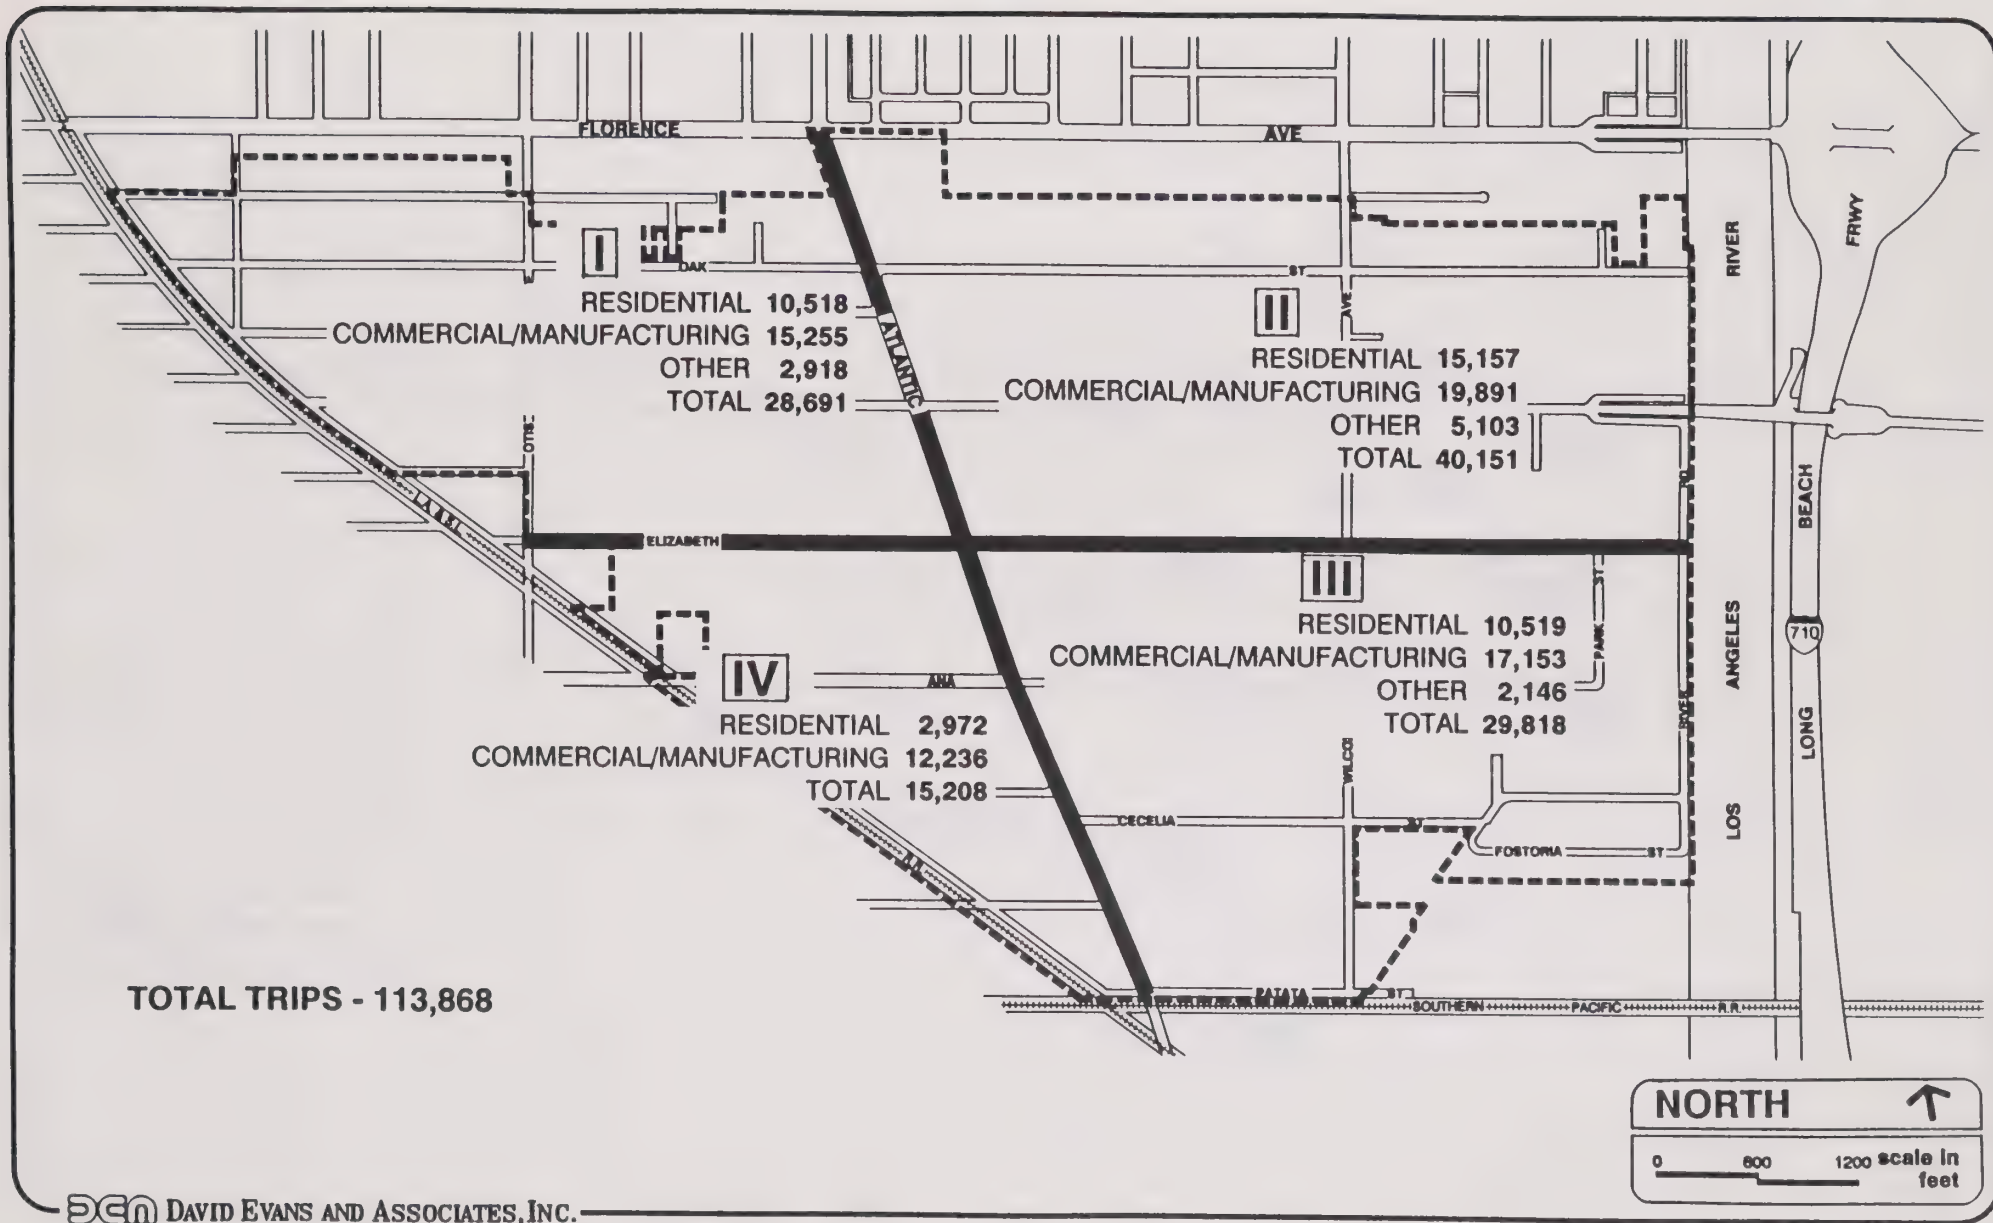 FLORENCE AVE
I
OAK ST
RESIDENTIAL 10,518
COMMERCIAL/MANUFACTURING 15,255
OTHER 2,918
TOTAL 28,691
ATLANTIC
II
AVE
RESIDENTIAL 15,157
COMMERCIAL/MANUFACTURING 19,891
OTHER 5,103
TOTAL 40,151
RIVER
FRWY
OTIS
ELIZABETH
RD
BEACH
III
RESIDENTIAL 10,519
COMMERCIAL/MANUFACTURING 17,153
OTHER 2,146
TOTAL 29,818
PARK ST
ANGELES
710
IV
ANA
RESIDENTIAL 2,972
COMMERCIAL/MANUFACTURING 12,236
TOTAL 15,208
RIVER
LONG
WILCOX
LOS
CECELIA ST
FOSTORIA ST
R.R.
PATATA ST
SOUTHERN PACIFIC R.R.
TOTAL TRIPS - 113,868
NORTH
0 600 1200 scale in
feet
DAVID EVANS AND ASSOCIATES, INC.